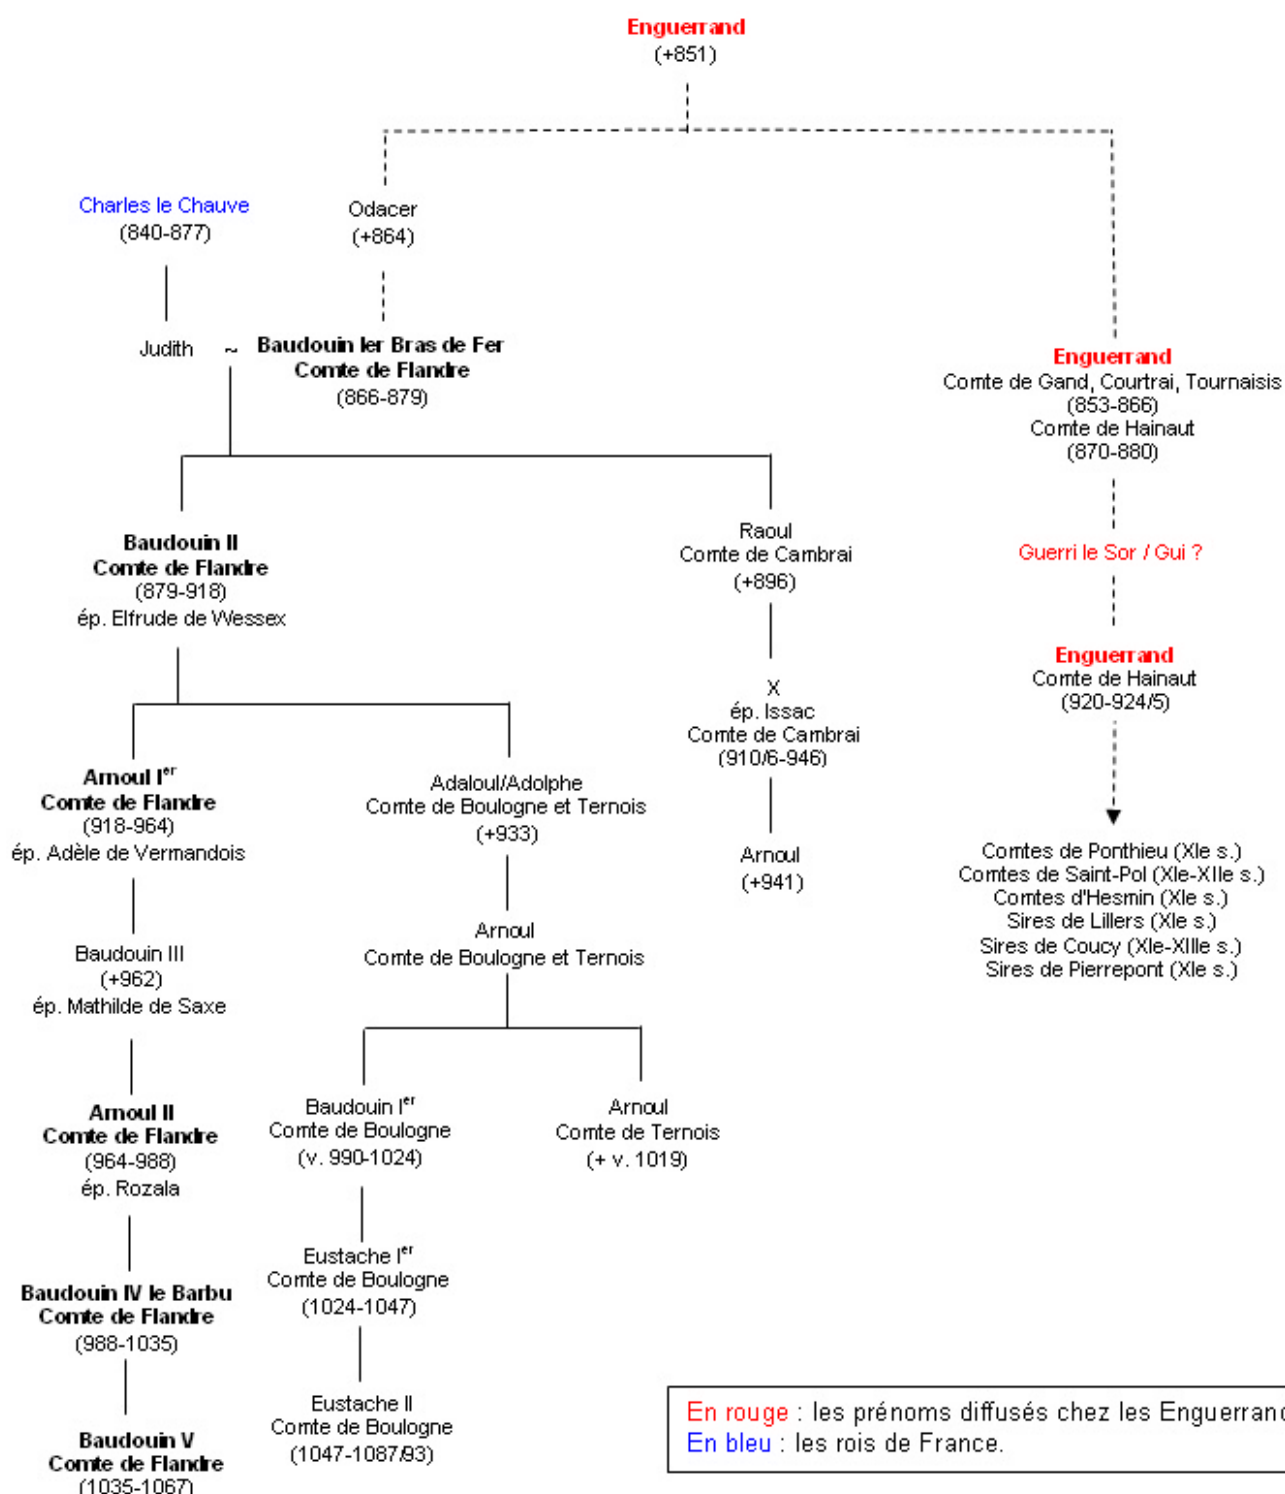 Enguerrand
(+851)
Charles le Chauve
(840-877)
Odacer
(+864)
Judith ~
Baudouin Ier Bras de Fer
Comte de Flandre
(866-879)
Enguerrand
Comte de Gand, Courtrai, Tournaisis
(853-866)
Comte de Hainaut
(870-880)
Baudouin II
Comte de Flandre
(879-918)
ép. Elfrude de Wessex
Raoul
Comte de Cambrai
(+896)
Guerri le Sor / Gui ?
X
ép. Issac
Comte de Cambrai
(910/6-946)
Enguerrand
Comte de Hainaut
(920-924/5)
Arnoul Ier
Comte de Flandre
(918-964)
ép. Adèle de Vermandois
Adaloul/Adolphe
Comte de Boulogne et Ternois
(+933)
Arnoul
(+941)
Comtes de Ponthieu (XIe s.)
Comtes de Saint-Pol (XIe-XIIe s.)
Comtes d'Hesmin (XIe s.)
Sires de Lillers (XIe s.)
Sires de Coucy (XIe-XIIIe s.)
Sires de Pierrepont (XIe s.)
Baudouin III
(+962)
ép. Mathilde de Saxe
Arnoul
Comte de Boulogne et Ternois
Arnoul II
Comte de Flandre
(964-988)
ép. Rozala
Baudouin Ier
Comte de Boulogne
(v. 990-1024)
Arnoul
Comte de Ternois
(+ v. 1019)
Baudouin IV le Barbu
Comte de Flandre
(988-1035)
Eustache Ier
Comte de Boulogne
(1024-1047)
Baudouin V
Comte de Flandre
(1035-1067)
Eustache II
Comte de Boulogne
(1047-1087/93)
En rouge : les prénoms diffusés chez les Enguerrand
En bleu : les rois de France.